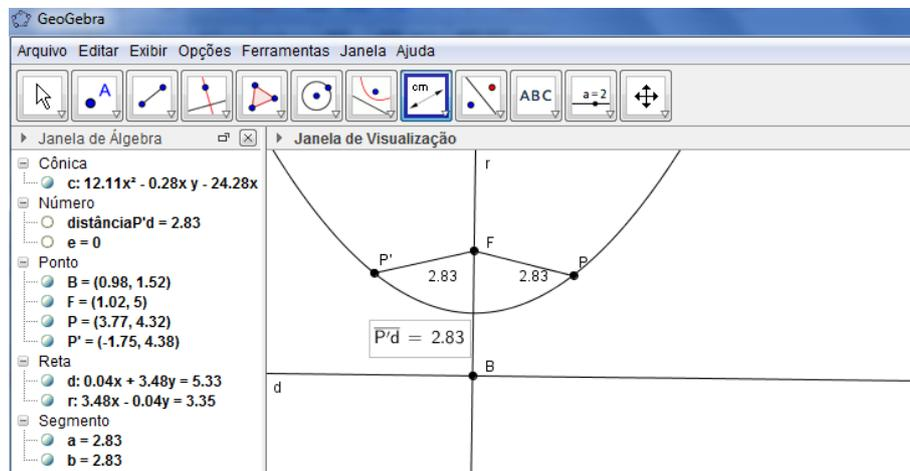 GeoGebra
Arquivo Editar Exibir Opções Ferramentas Janela Ajuda
A
cm
ABC
a=2
Janela de Álgebra
Janela de Visualização
Cônica
c: 12.11x² - 0.28x y - 24.28x
Número
distânciaP'd = 2.83
e = 0
Ponto
B = (0.98, 1.52)
F = (1.02, 5)
P = (3.77, 4.32)
P' = (-1.75, 4.38)
Reta
d: 0.04x + 3.48y = 5.33
r: 3.48x - 0.04y = 3.35
Segmento
a = 2.83
b = 2.83
r
F
P'
P
2.83
2.83
P'd = 2.83
B
d